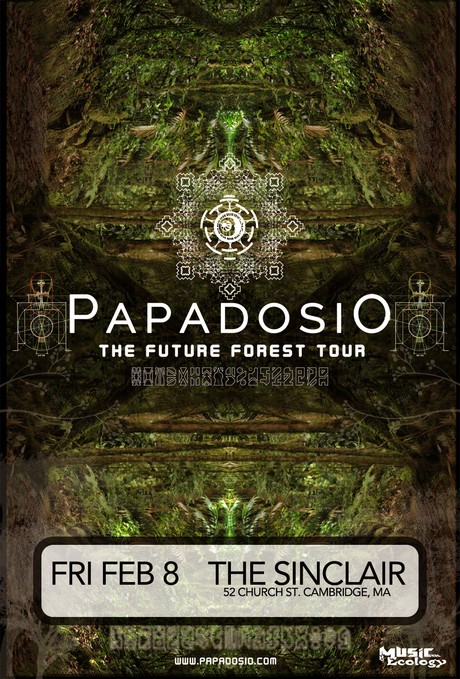 PAPADOSIO
THE FUTURE FOREST TOUR
FRI FEB 8
THE SINCLAIR
52 CHURCH ST. CAMBRIDGE, MA
WWW.PAPADOSIO.COM
Music
Ecology